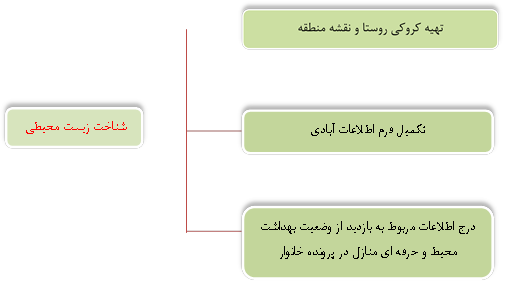 تهیه کروکی روستا و نقشه منطقه
شناخت زیست محیطی
تکمیل فرم اطلاعات آبادی
درج اطلاعات مربوط به بازدید از وضعیت بهداشت
محیط و حرفه ای منازل در پرونده خانوار